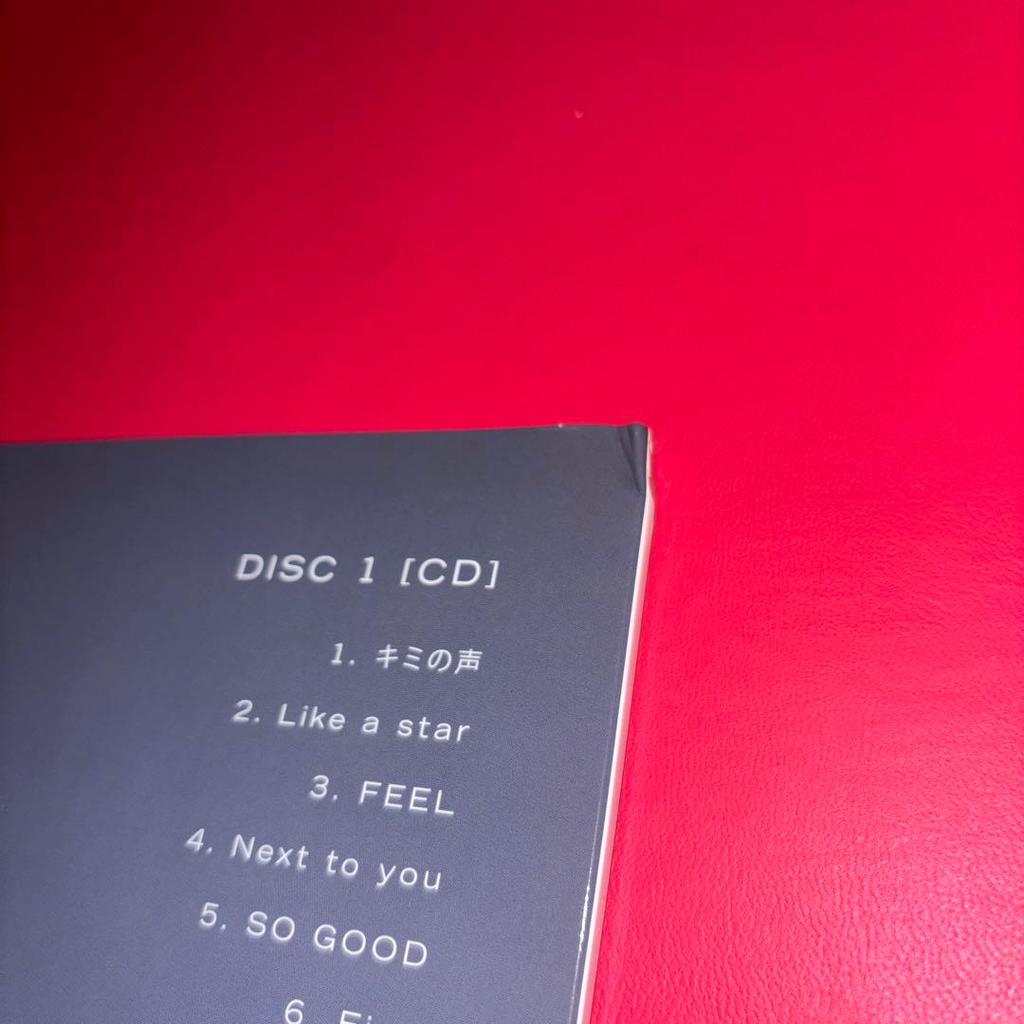 DISC 1 [CD]
1. キミの声
2. Like a star
3. FEEL
4. Next to you
5. SO GOOD
6.